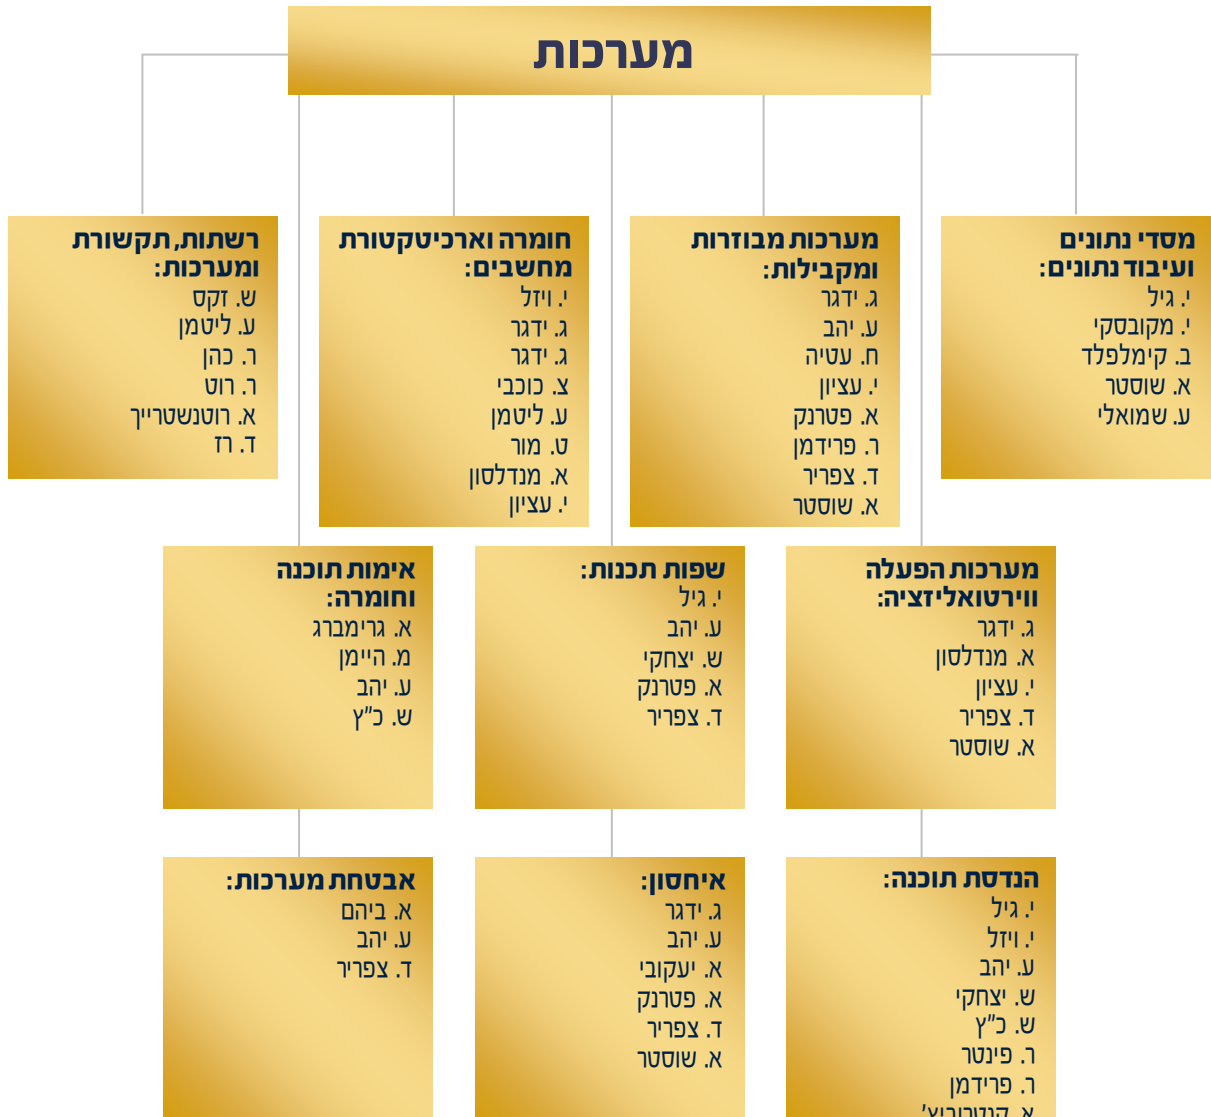 מערכות
מסדי נתונים
ועיבוד נתונים:
י. גיל
י. מקובסקי
ב. קימלפלד
א. שוסטר
ע. שמואלי
מערכות מבוזרות
ומקבילות:
ג. ידגר
ע. יהב
ח. עטיה
י. עציון
א. פטרנק
ר. פרידמן
ד. צפריר
א. שוסטר
חומרה וארכיטקטורת
מחשבים:
י. ויזל
ג. ידגר
ג. ידגר
צ. כוכבי
ע. ליטמן
ט. מור
א. מנדלסון
י. עציון
רשתות, תקשורת
ומערכות:
ש. זקס
ע. ליטמן
ר. כהן
ר. רוט
א. רוטנשטרייך
ד. רז
מערכות הפעלה
ווירטואליזציה:
ג. ידגר
א. מנדלסון
י. עציון
ד. צפריר
א. שוסטר
שפות תכנות:
י. גיל
ע. יהב
ש. יצחקי
א. פטרנק
ד. צפריר
אימות תוכנה
וחומרה:
א. גרימברג
מ. היימן
ע. יהב
ש. כ"ץ
הנדסת תוכנה:
י. גיל
י. ויזל
ע. יהב
ש. יצחקי
ש. כ"ץ
ר. פינטר
ר. פרידמן
א. קנטרוביץ'
איחסון:
ג. ידגר
ע. יהב
א. יעקובי
א. פטרנק
ד. צפריר
א. שוסטר
אבטחת מערכות:
א. ביהם
ע. יהב
ד. צפריר